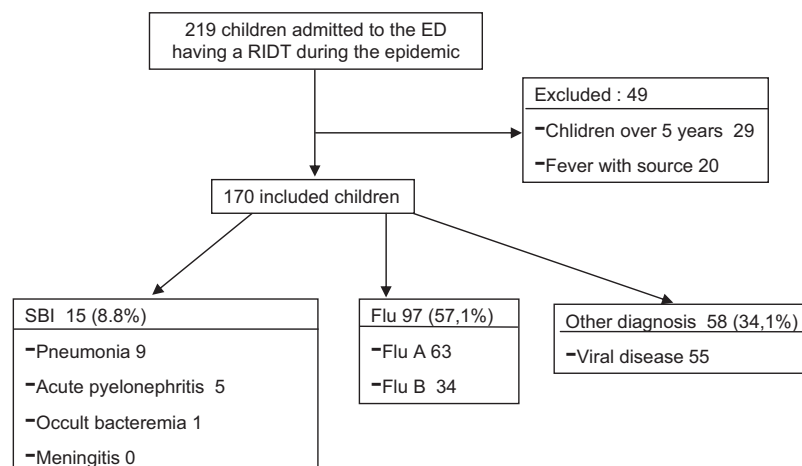 219 children admitted to the ED
having a RIDT during the epidemic
Excluded : 49
-Chlidren over 5 years 29
-Fever with source 20
170 included children
SBI 15 (8.8%)
-Pneumonia 9
-Acute pyelonephritis 5
-Occult bacteremia 1
-Meningitis 0
Flu 97 (57,1%)
-Flu A 63
-Flu B 34
Other diagnosis 58 (34,1%)
-Viral disease 55